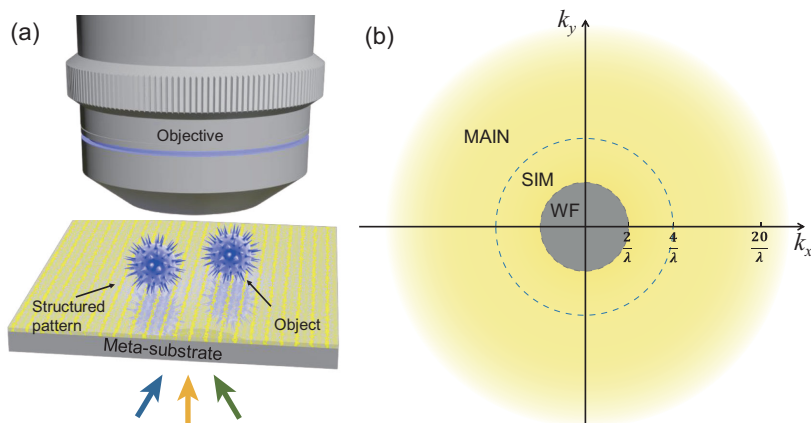 (a)
Objective
Structured
pattern
Object
Meta-substrate
(b)
k_y
MAIN
SIM
WF
2/λ
4/λ
20/λ
k_x